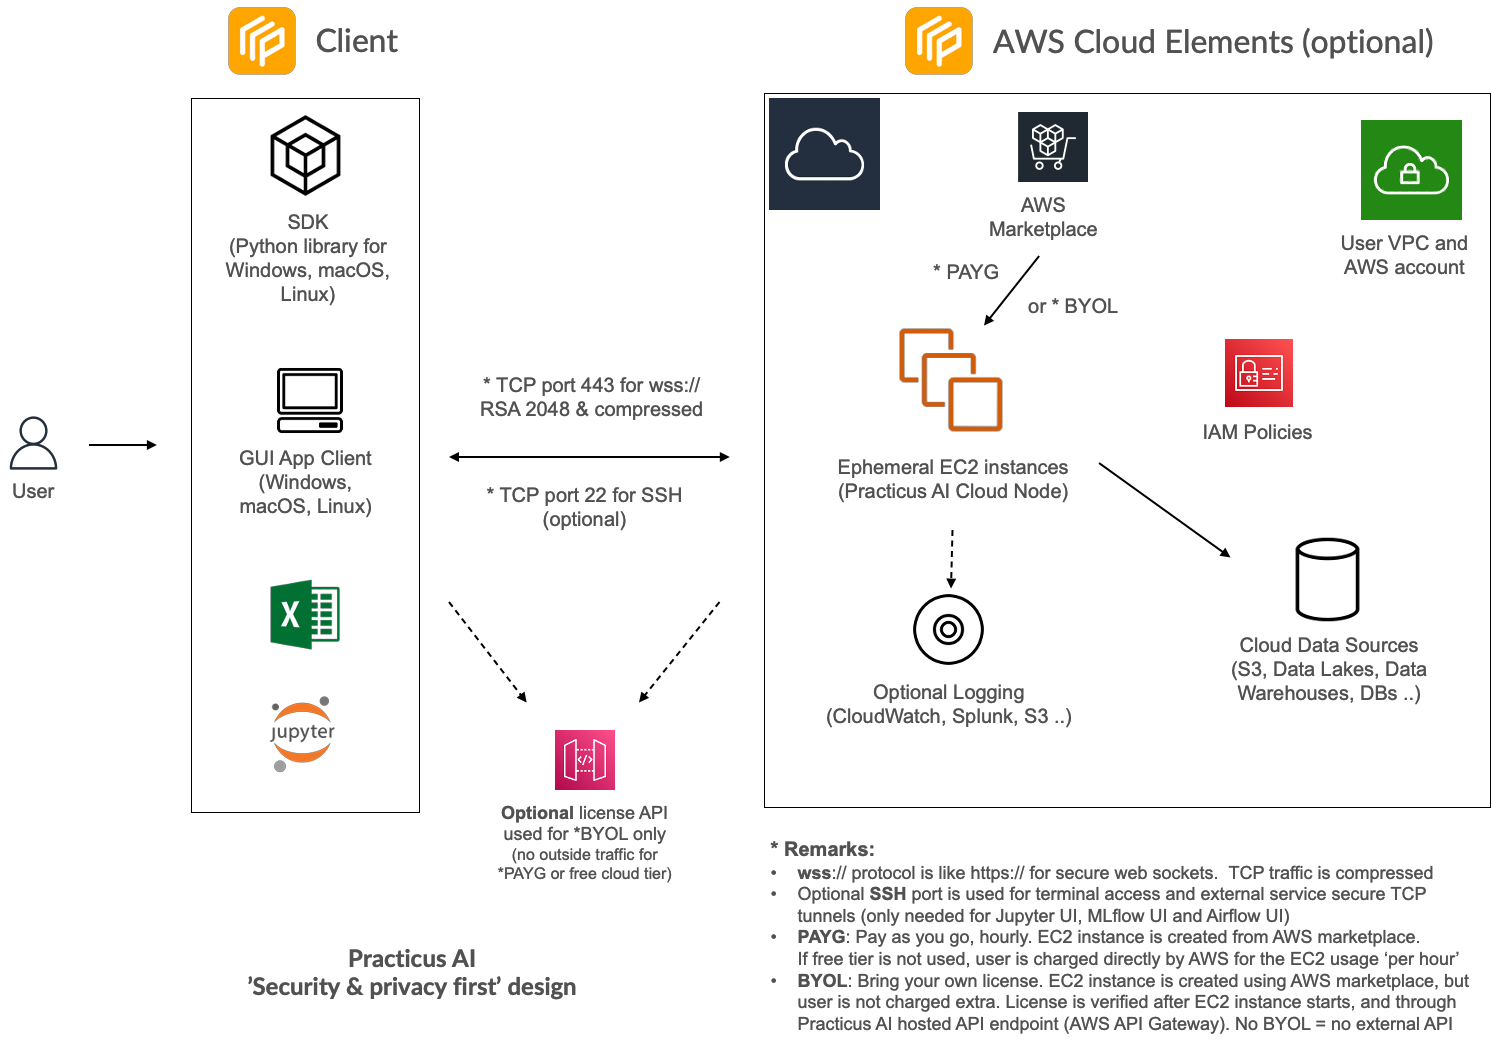 Client
SDK
(Python library for
Windows, macOS,
Linux)
User
GUI App Client
(Windows,
macOS, Linux)
X
jupyter
* TCP port 443 for wss://
RSA 2048 & compressed
* TCP port 22 for SSH
(optional)
</>
Optional license API
used for *BYOL only
(no outside traffic for
*PAYG or free cloud tier)
Practicus AI
’Security & privacy first’ design
AWS Cloud Elements (optional)
AWS
Marketplace
User VPC and
AWS account
* PAYG
or * BYOL
IAM Policies
Ephemeral EC2 instances
(Practicus AI Cloud Node)
Optional Logging
(CloudWatch, Splunk, S3 ..)
Cloud Data Sources
(S3, Data Lakes, Data
Warehouses, DBs ..)
* Remarks:
• wss:// protocol is like https:// for secure web sockets.  TCP traffic is compressed
• Optional SSH port is used for terminal access and external service secure TCP
tunnels (only needed for Jupyter UI, MLflow UI and Airflow UI)
• PAYG: Pay as you go, hourly. EC2 instance is created from AWS marketplace.
If free tier is not used, user is charged directly by AWS for the EC2 usage ‘per hour’
• BYOL: Bring your own license. EC2 instance is created using AWS marketplace, but
user is not charged extra. License is verified after EC2 instance starts, and through
Practicus AI hosted API endpoint (AWS API Gateway). No BYOL = no external API